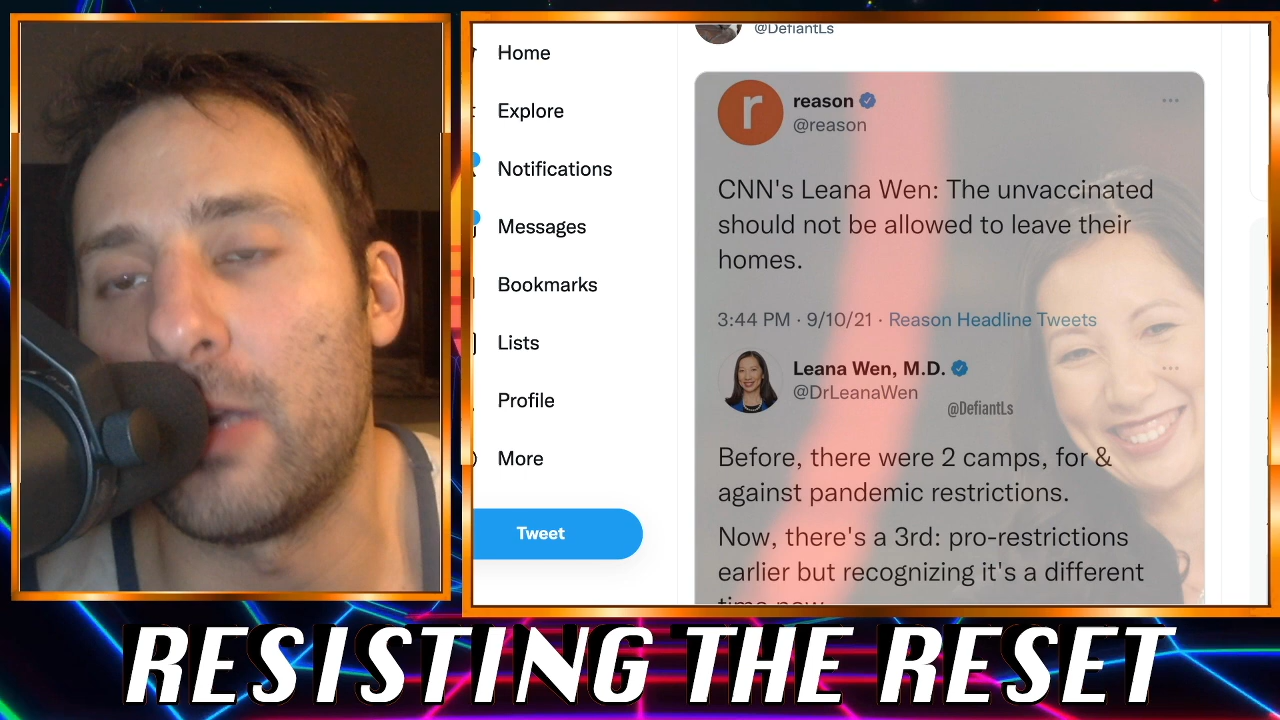 @DefiantLs
Home
Explore
Notifications
Messages
Bookmarks
Lists
Profile
More
Tweet
r
reason
@reason
CNN's Leana Wen: The unvaccinated
should not be allowed to leave their
homes.
3:44 PM · 9/10/21 · Reason Headline Tweets
Leana Wen, M.D.
@DrLeanaWen
@DefiantLs
Before, there were 2 camps, for &
against pandemic restrictions.
Now, there's a 3rd: pro-restrictions
earlier but recognizing it's a different
time now
RESISTING THE RESET